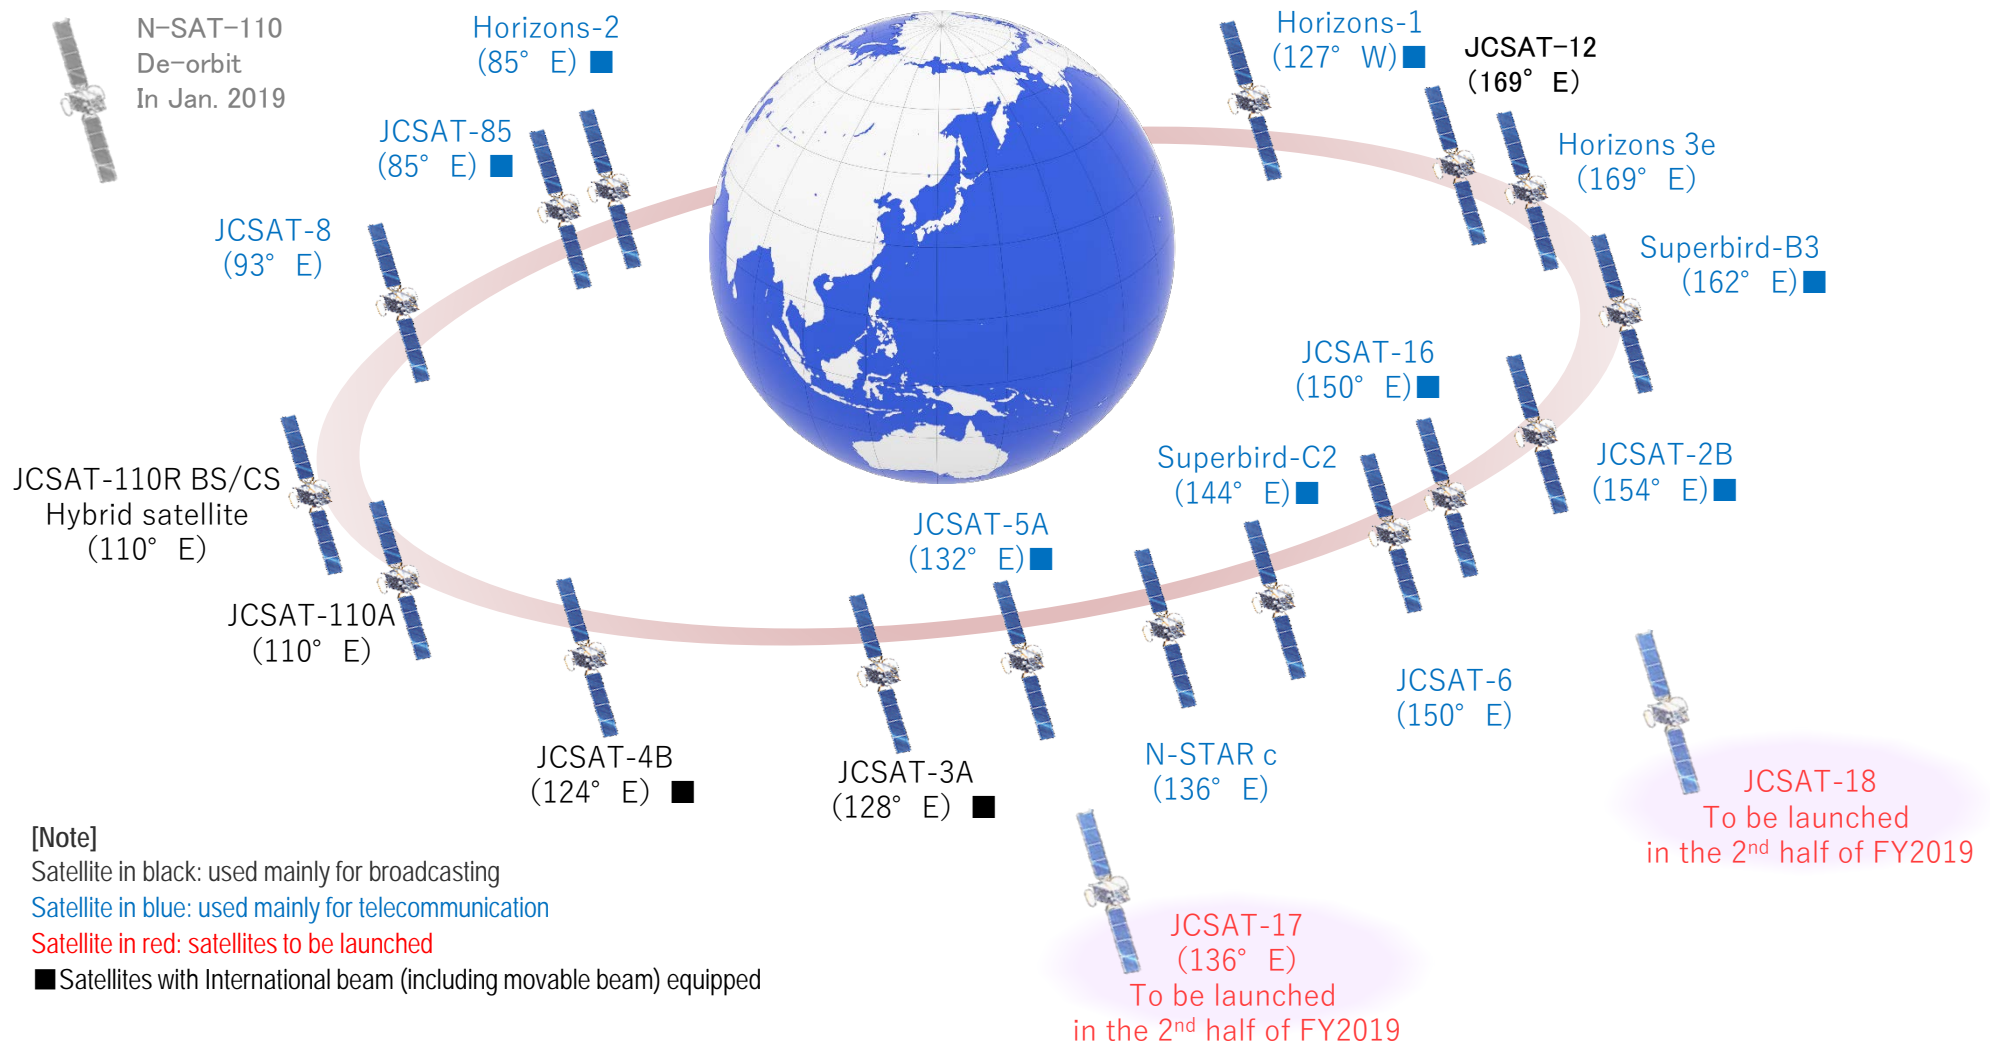 N-SAT-110
De-orbit
In Jan. 2019
Horizons-2
(85° E) ■
Horizons-1
(127° W)■
JCSAT-12
(169° E)
JCSAT-85
(85° E) ■
Horizons 3e
(169° E)
JCSAT-8
(93° E)
Superbird-B3
(162° E)■
JCSAT-16
(150° E)■
JCSAT-110R BS/CS
Hybrid satellite
(110° E)
Superbird-C2
(144° E)■
JCSAT-2B
(154° E)■
JCSAT-5A
(132° E)■
JCSAT-110A
(110° E)
JCSAT-6
(150° E)
JCSAT-4B
(124° E) ■
JCSAT-3A
(128° E) ■
N-STAR c
(136° E)
JCSAT-18
To be launched
in the 2nd half of FY2019
JCSAT-17
(136° E)
To be launched
in the 2nd half of FY2019
[Note]
Satellite in black: used mainly for broadcasting
Satellite in blue: used mainly for telecommunication
Satellite in red: satellites to be launched
■Satellites with International beam (including movable beam) equipped